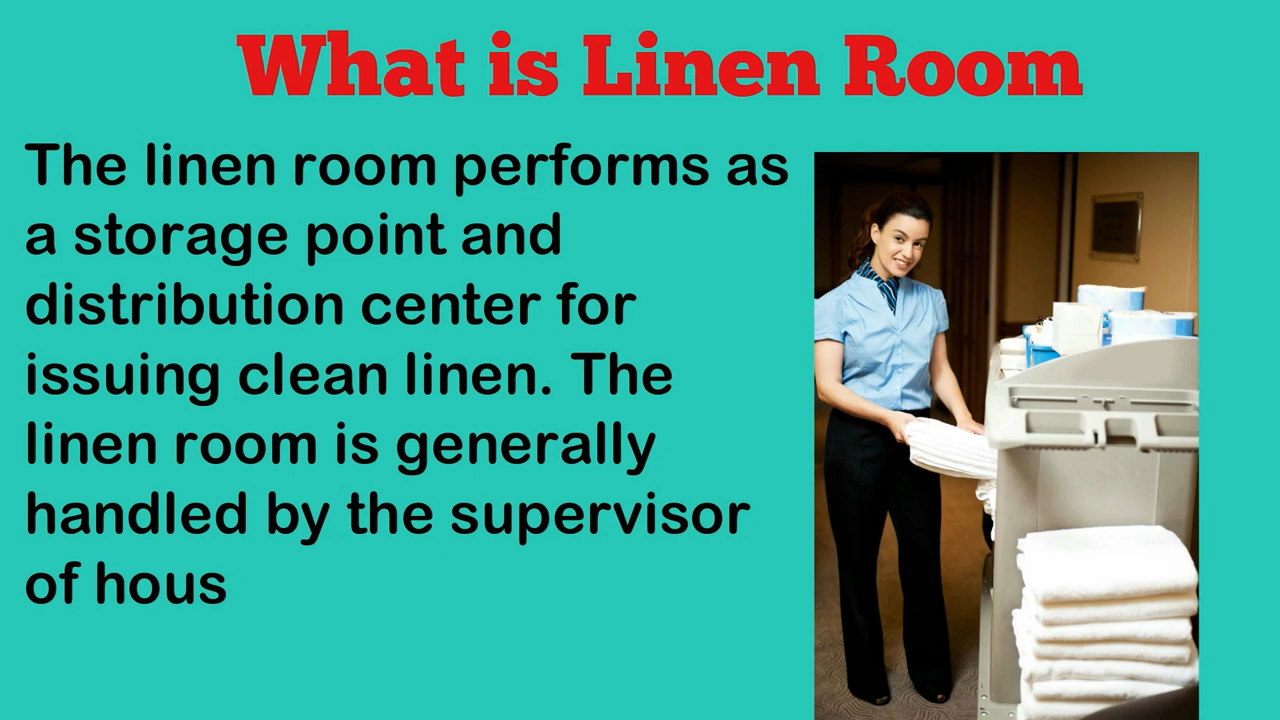 What is Linen Room
The linen room performs as
a storage point and
distribution center for
issuing clean linen. The
linen room is generally
handled by the supervisor
of hous